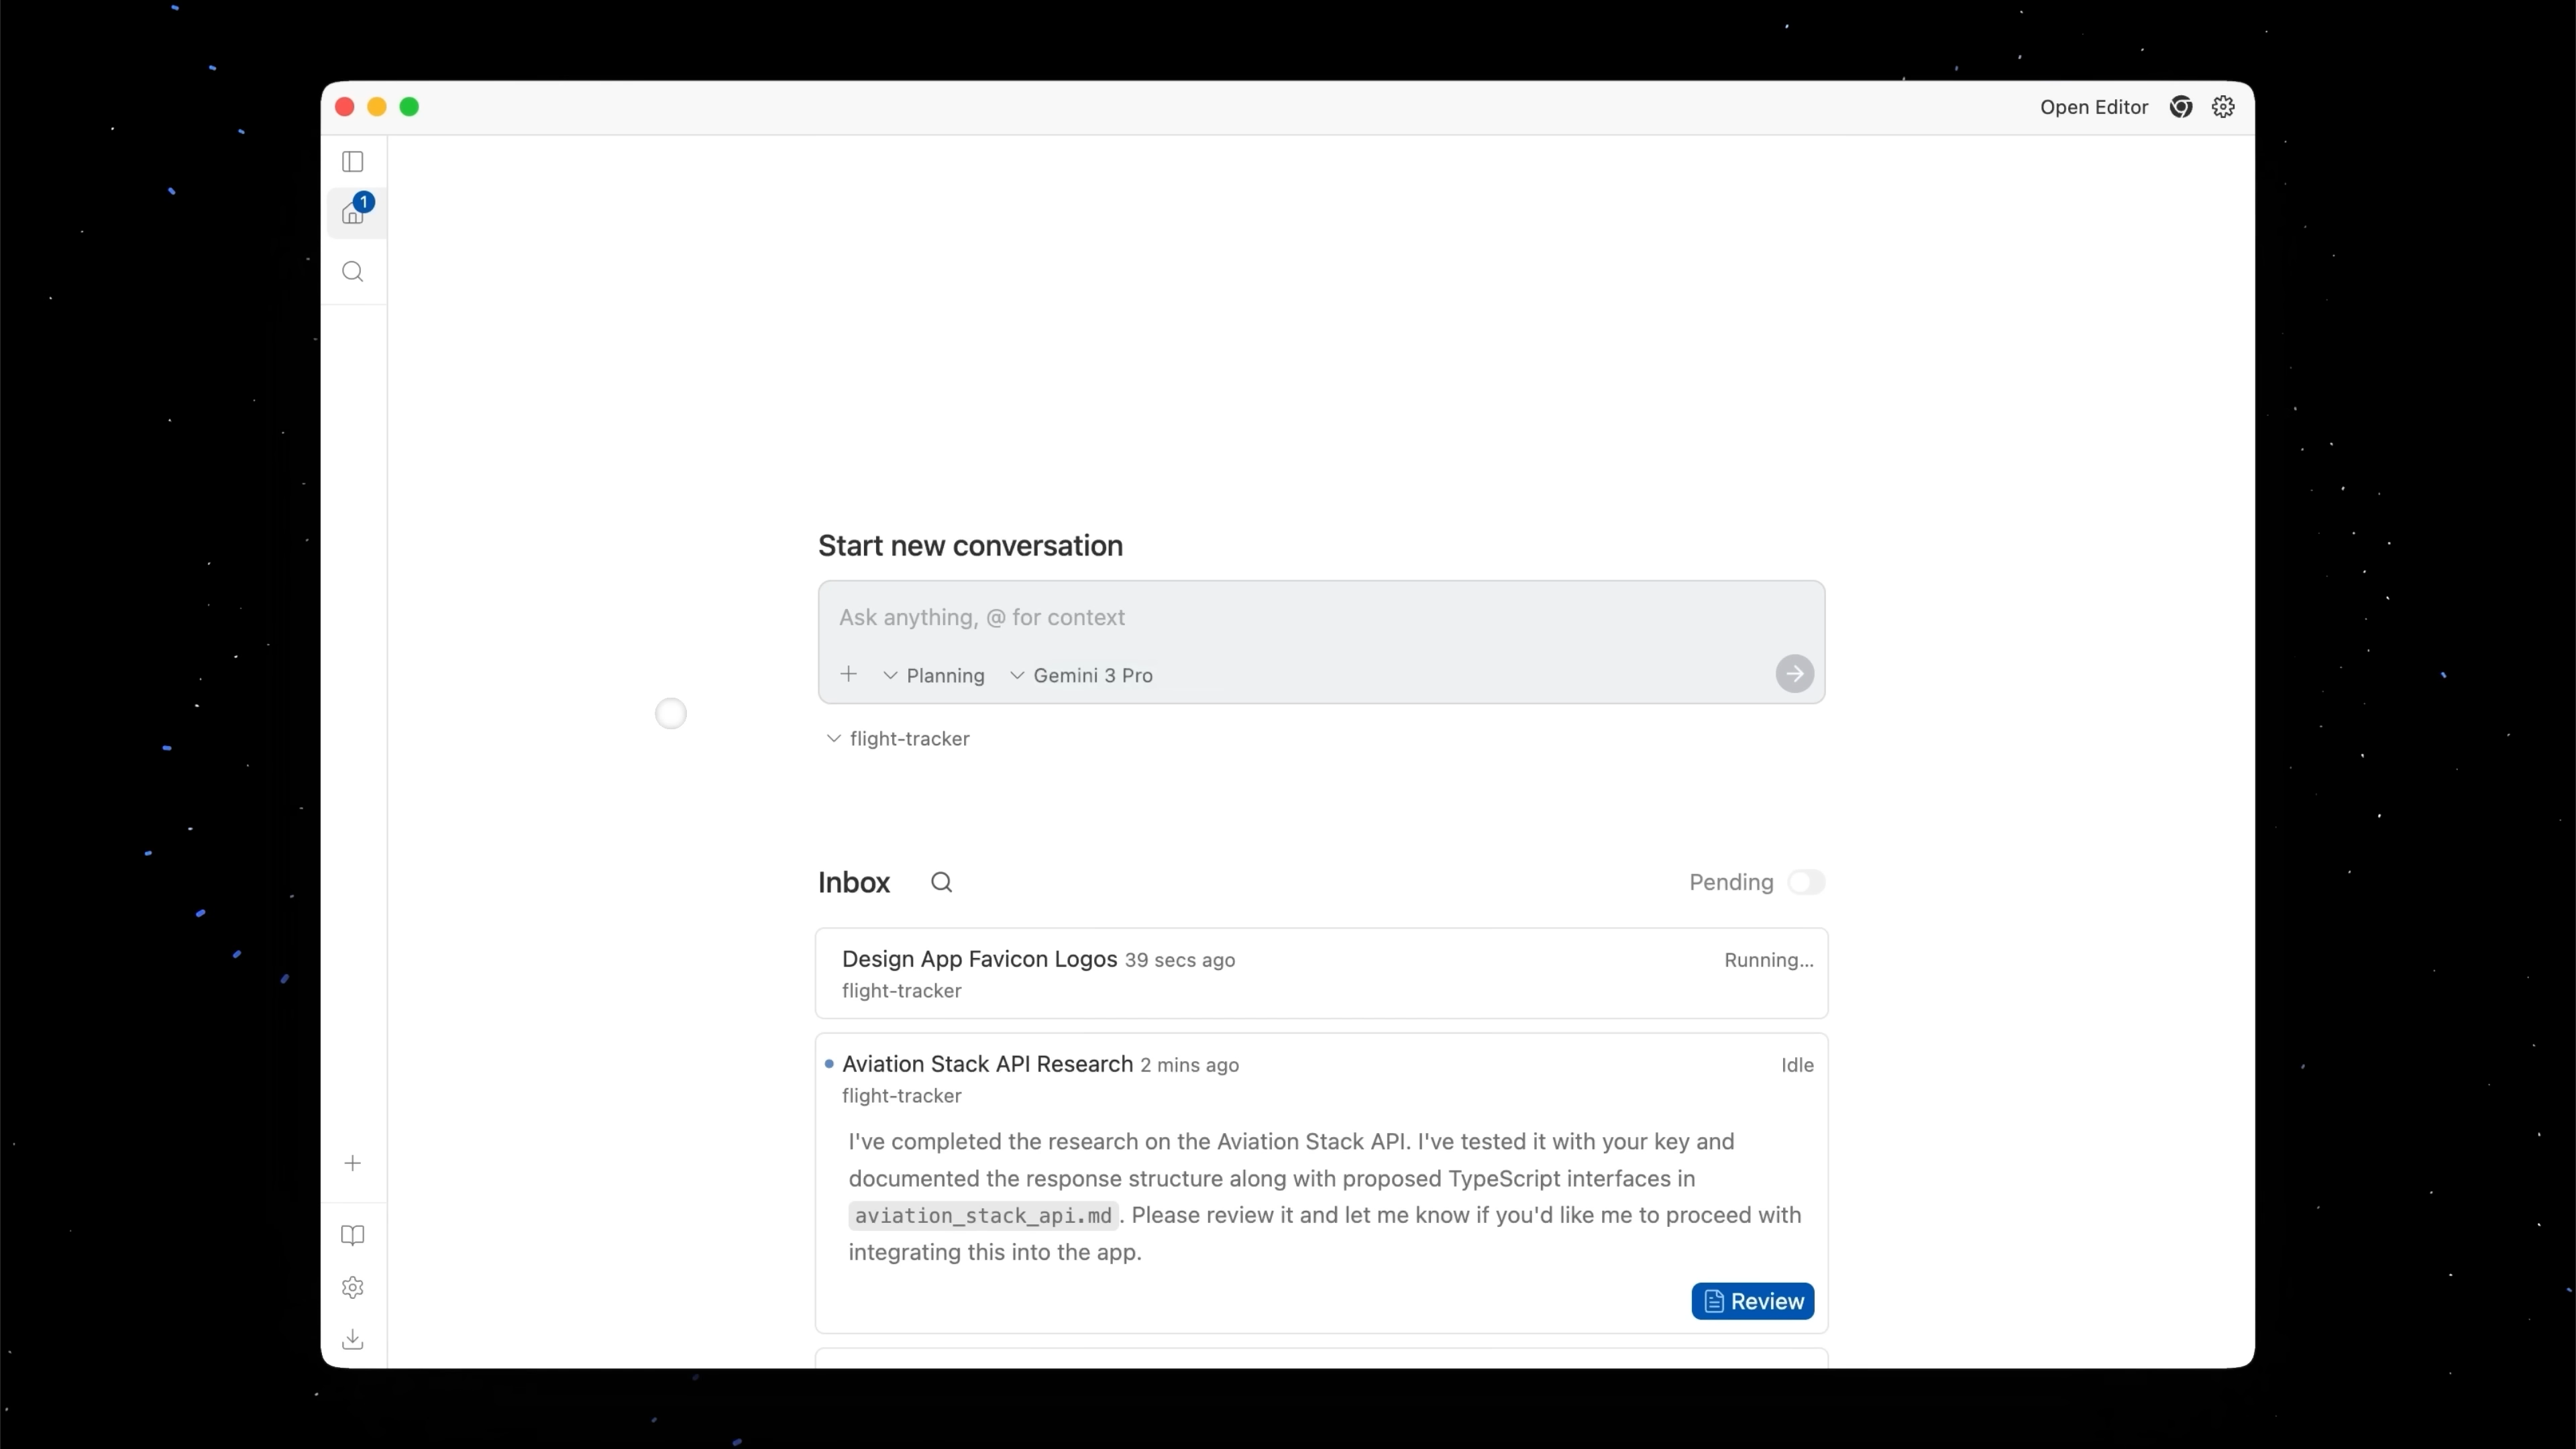 Open Editor
1
Start new conversation
Ask anything, @ for context
Planning
Gemini 3 Pro
flight-tracker
Inbox
Pending
Design App Favicon Logos 39 secs ago
Running...
flight-tracker
Aviation Stack API Research 2 mins ago
Idle
flight-tracker
I've completed the research on the Aviation Stack API. I've tested it with your key and
documented the response structure along with proposed TypeScript interfaces in
aviation_stack_api.md. Please review it and let me know if you'd like me to proceed with
integrating this into the app.
Review